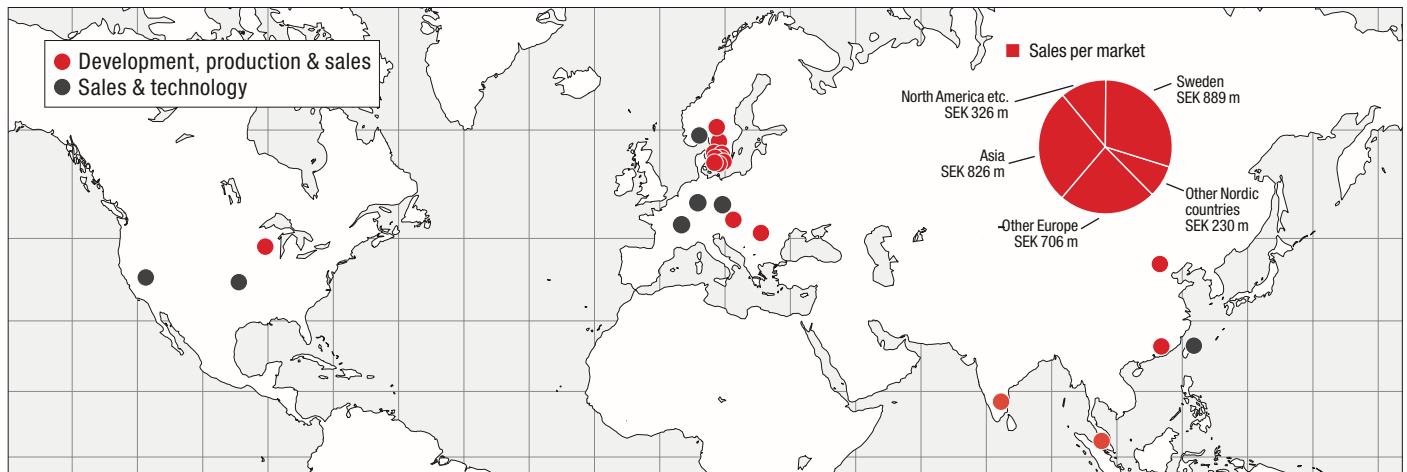 Development, production & sales
Sales & technology
Sales per market
Sweden
SEK 889 m
North America etc.
SEK 326 m
Asia
SEK 826 m
Other Nordic
countries
SEK 230 m
Other Europe
SEK 706 m